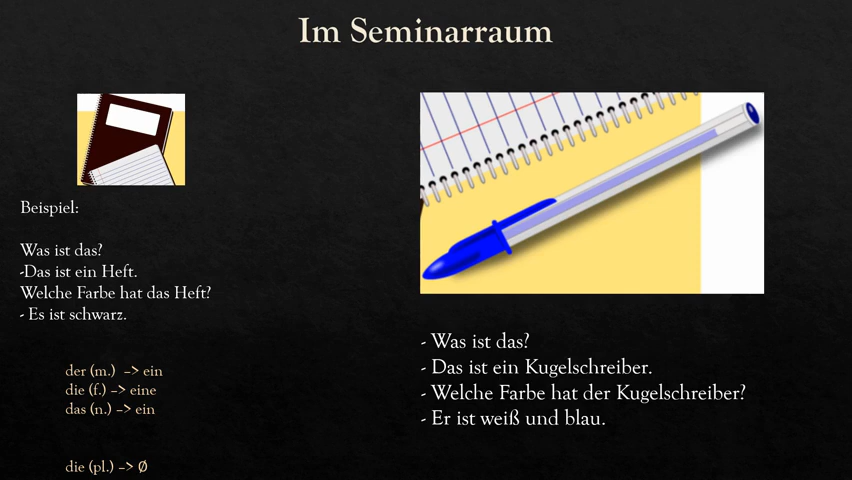 Im Seminarraum
Beispiel:
Was ist das?
-Das ist ein Heft.
Welche Farbe hat das Heft?
- Es ist schwarz.
der (m.) –> ein
die (f.) –> eine
das (n.) –> ein
die (pl.) –> Ø
- Was ist das?
- Das ist ein Kugelschreiber.
- Welche Farbe hat der Kugelschreiber?
- Er ist weiß und blau.